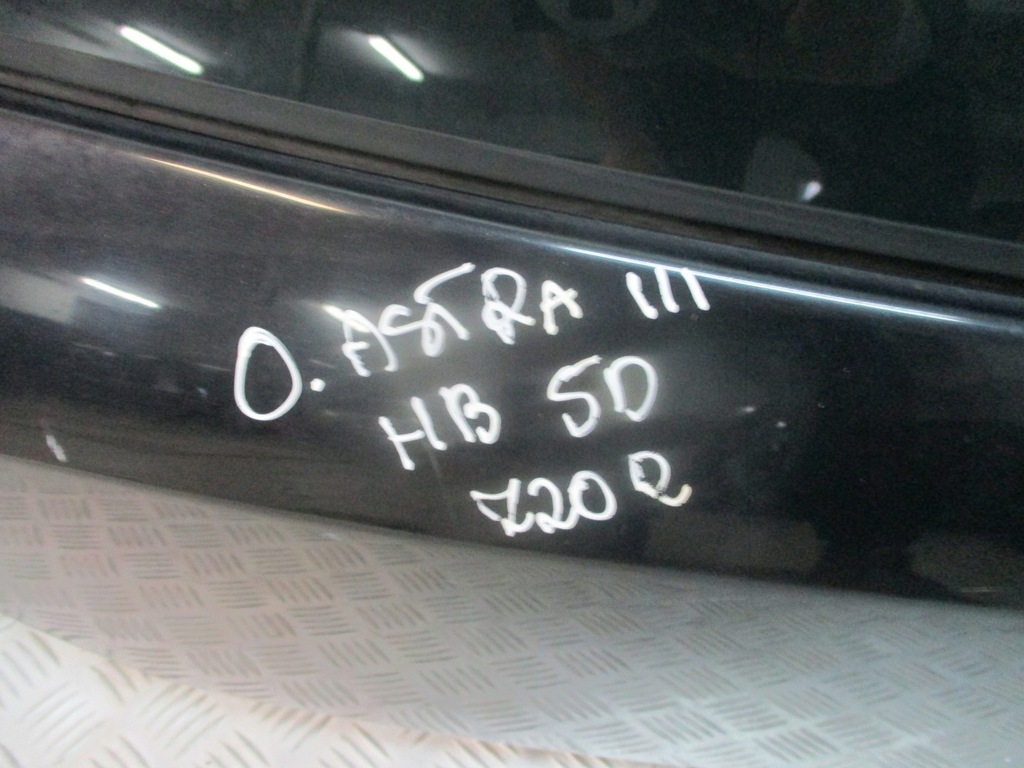 O. ASTRA III
HB 5D
Z20R